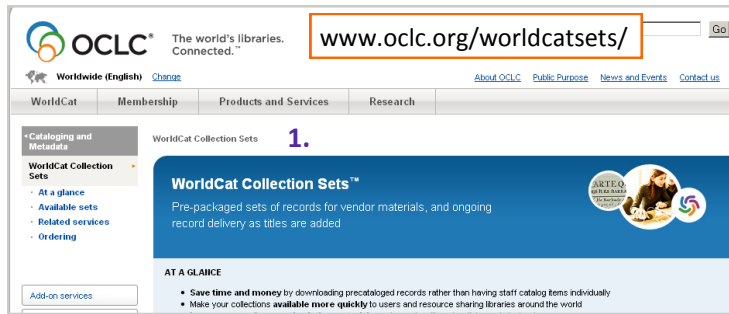 OCLC®
The world's libraries.
Connected.™
www.oclc.org/worldcatsets/
Go
Worldwide (English) Change
About OCLC Public Purpose News and Events Contact us
WorldCat Membership Products and Services Research
Cataloging and
Metadata
WorldCat Collection Sets
1.
WorldCat Collection
Sets
· At a glance
· Available sets
· Related services
· Ordering
WorldCat Collection Sets™
Pre-packaged sets of records for vendor materials, and ongoing
record delivery as titles are added
ARTE Q
AT A GLANCE
• Save time and money by downloading precataloged records rather than having staff catalog items individually
• Make your collections available more quickly to users and resource sharing libraries around the world
Add-on services